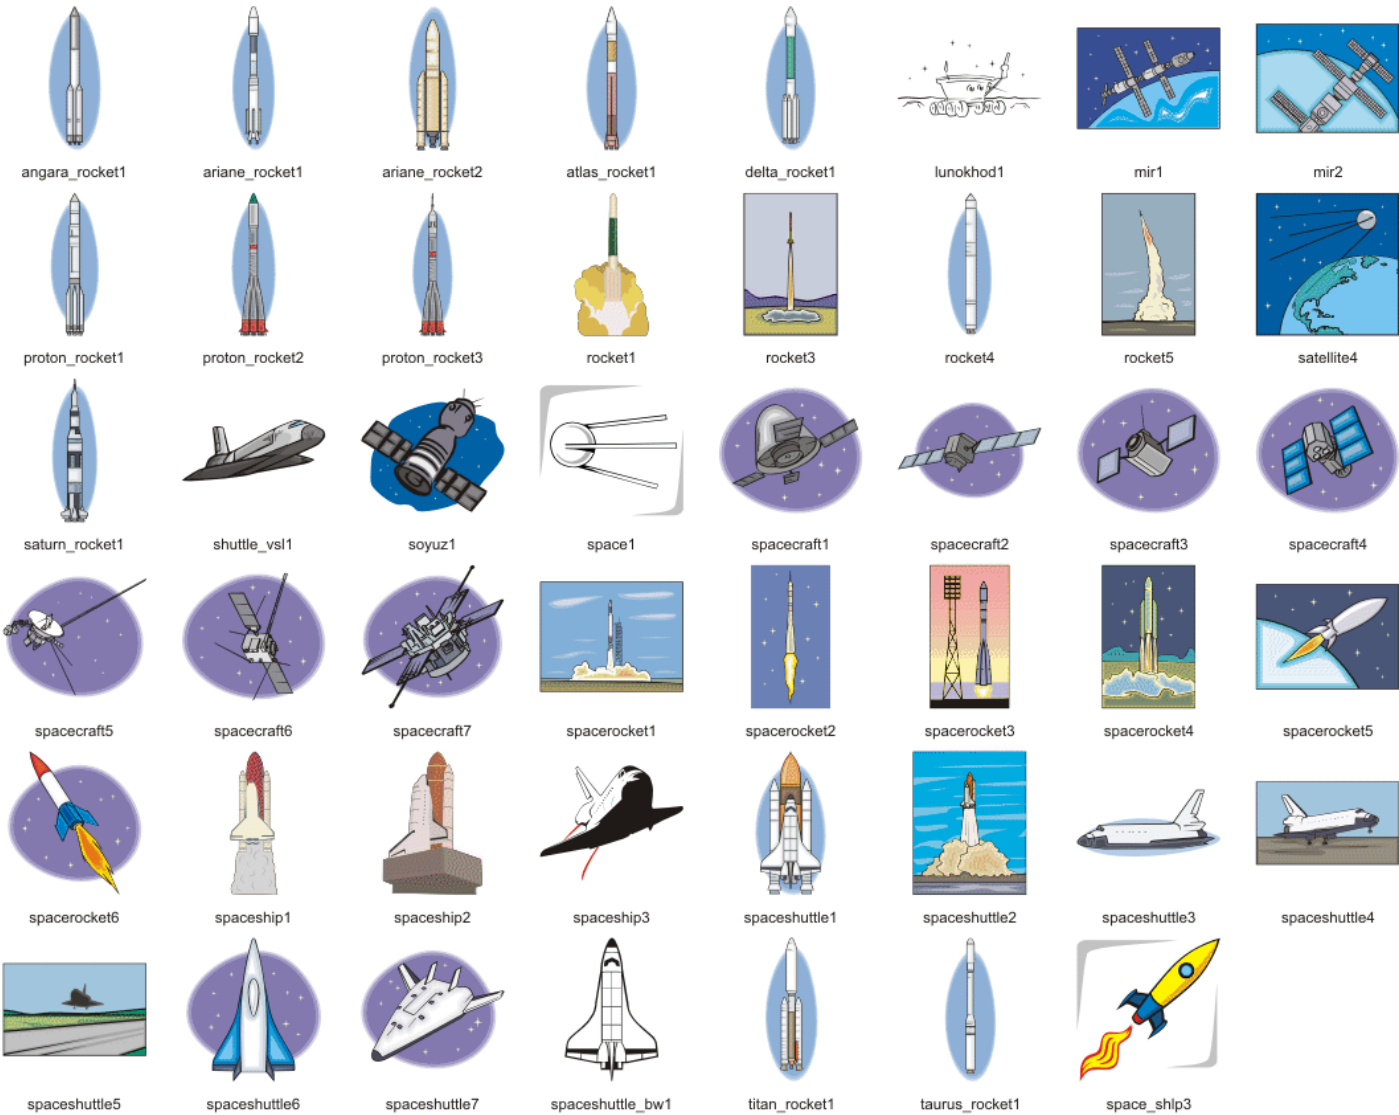 angara_rocket1 ariane_rocket1 ariane_rocket2 atlas_rocket1 delta_rocket1 lunokhod1 mir1 mir2
proton_rocket1 proton_rocket2 proton_rocket3 rocket1 rocket3 rocket4 rocket5 satellite4
saturn_rocket1 shuttle_vsl1 soyuz1 space1 spacecraft1 spacecraft2 spacecraft3 spacecraft4
spacecraft5 spacecraft6 spacecraft7 spacerocket1 spacerocket2 spacerocket3 spacerocket4 spacerocket5
spacerocket6 spaceship1 spaceship2 spaceship3 spaceshuttle1 spaceshuttle2 spaceshuttle3 spaceshuttle4
spaceshuttle5 spaceshuttle6 spaceshuttle7 spaceshuttle_bw1 titan_rocket1 taurus_rocket1 space_shlp3